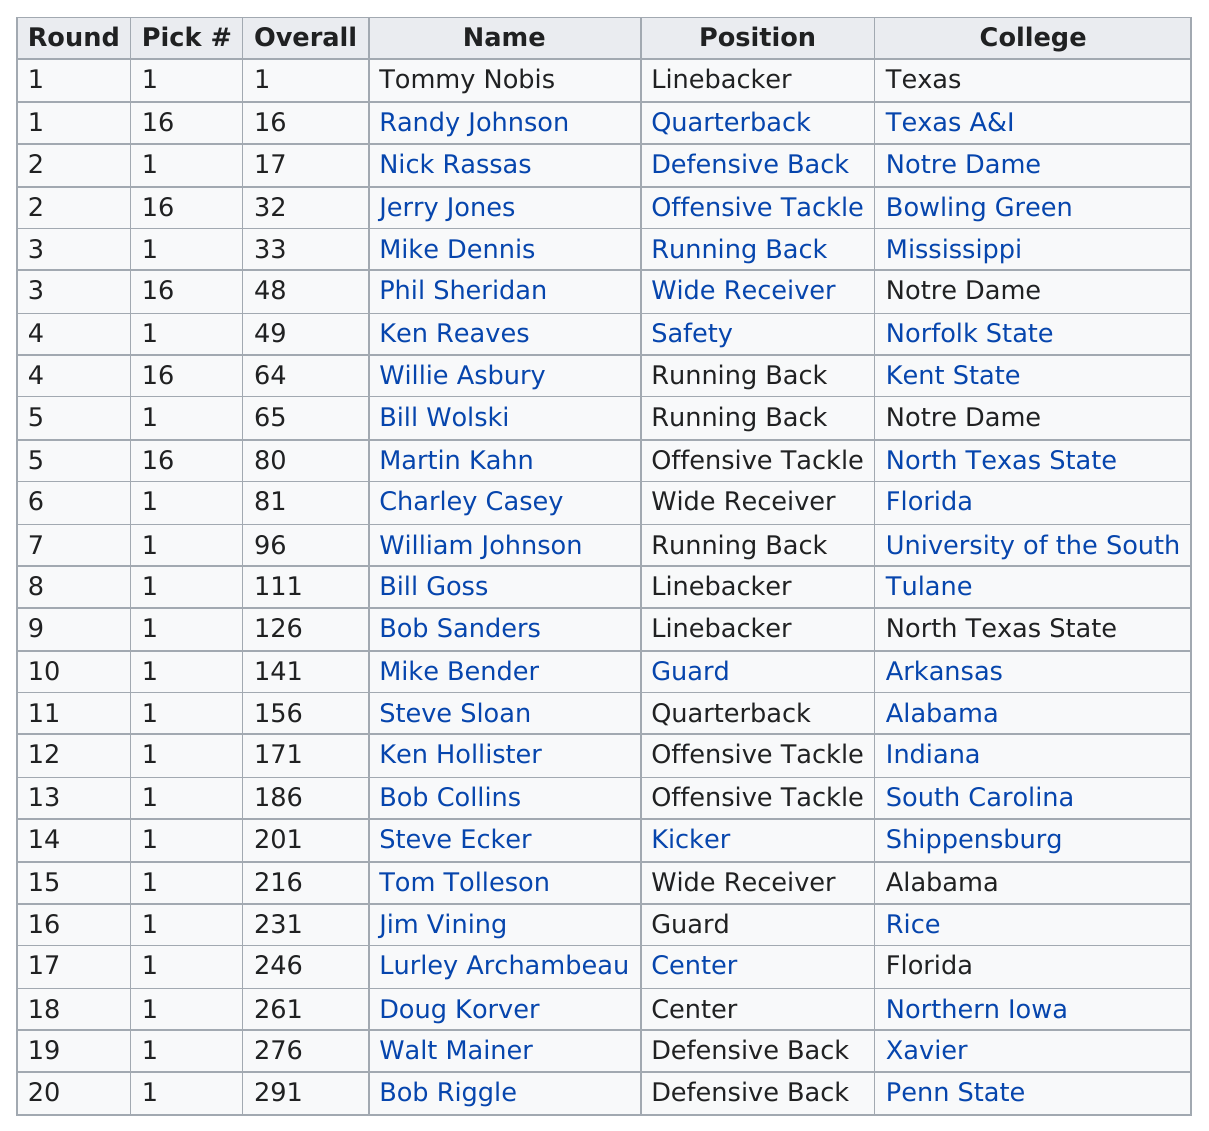 Round Pick # Overall Name Position College
1 1 1 Tommy Nobis Linebacker Texas
1 16 16 Randy Johnson Quarterback Texas A&I
2 1 17 Nick Rassas Defensive Back Notre Dame
2 16 32 Jerry Jones Offensive Tackle Bowling Green
3 1 33 Mike Dennis Running Back Mississippi
3 16 48 Phil Sheridan Wide Receiver Notre Dame
4 1 49 Ken Reaves Safety Norfolk State
4 16 64 Willie Asbury Running Back Kent State
5 1 65 Bill Wolski Running Back Notre Dame
5 16 80 Martin Kahn Offensive Tackle North Texas State
6 1 81 Charley Casey Wide Receiver Florida
7 1 96 William Johnson Running Back University of the South
8 1 111 Bill Goss Linebacker Tulane
9 1 126 Bob Sanders Linebacker North Texas State
10 1 141 Mike Bender Guard Arkansas
11 1 156 Steve Sloan Quarterback Alabama
12 1 171 Ken Hollister Offensive Tackle Indiana
13 1 186 Bob Collins Offensive Tackle South Carolina
14 1 201 Steve Ecker Kicker Shippensburg
15 1 216 Tom Tolleson Wide Receiver Alabama
16 1 231 Jim Vining Guard Rice
17 1 246 Lurley Archambeau Center Florida
18 1 261 Doug Korver Center Northern Iowa
19 1 276 Walt Mainer Defensive Back Xavier
20 1 291 Bob Riggle Defensive Back Penn State